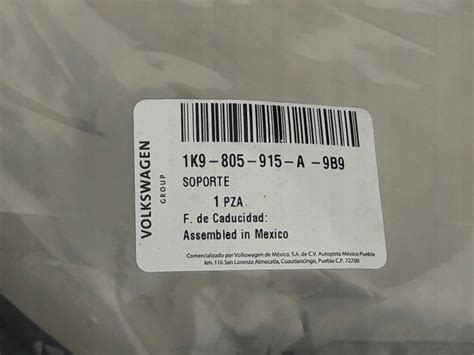 VOLKSWAGEN
GROUP
1K9-805-915-A -9B9
SOPORTE
1 PZA
F. de Caducidad:
Assembled in Mexico
Comercializado por Volkswagen de México, S.A. de C.V. Autopista México Puebla
km, 116 San Lorenzo Almecatla, Cuautlancingo, Puebla C.P. 72700